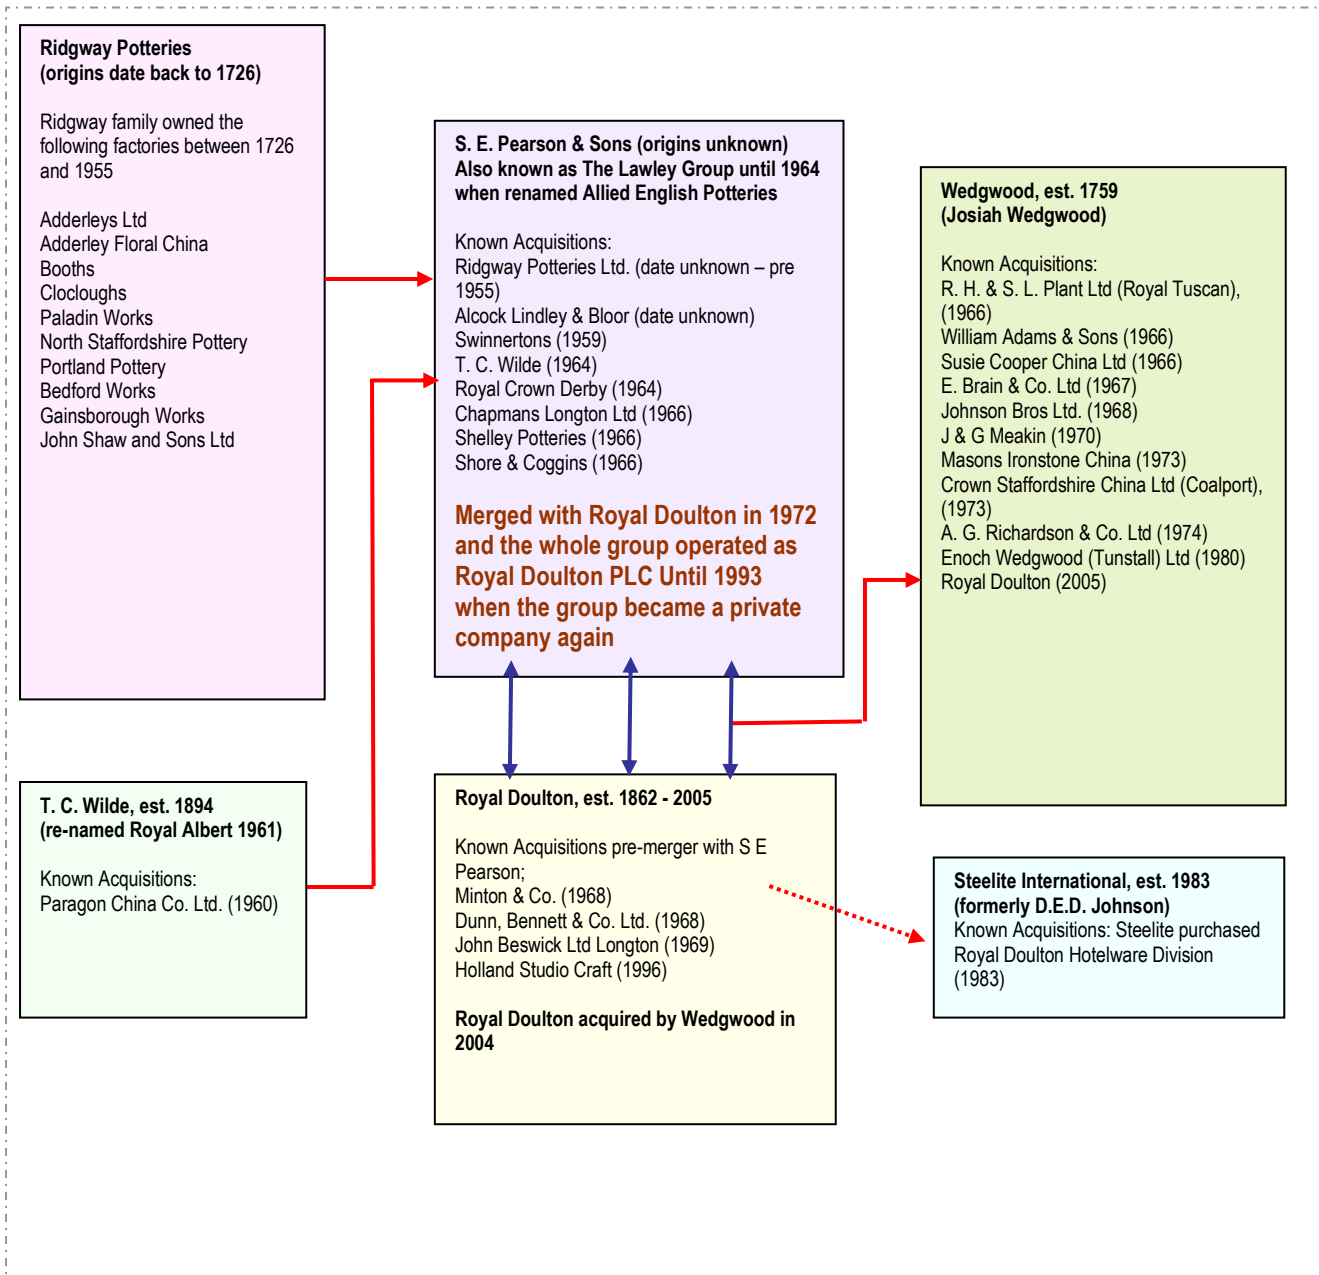 Ridgway Potteries
(origins date back to 1726)
Ridgway family owned the
following factories between 1726
and 1955
Adderleys Ltd
Adderley Floral China
Booths
Clocloughs
Paladin Works
North Staffordshire Pottery
Portland Pottery
Bedford Works
Gainsborough Works
John Shaw and Sons Ltd
S. E. Pearson & Sons (origins unknown)
Also known as The Lawley Group until 1964
when renamed Allied English Potteries
Known Acquisitions:
Ridgway Potteries Ltd. (date unknown – pre
1955)
Alcock Lindley & Bloor (date unknown)
Swinnertons (1959)
T. C. Wilde (1964)
Royal Crown Derby (1964)
Chapmans Longton Ltd (1966)
Shelley Potteries (1966)
Shore & Coggins (1966)
Merged with Royal Doulton in 1972
and the whole group operated as
Royal Doulton PLC Until 1993
when the group became a private
company again
Wedgwood, est. 1759
(Josiah Wedgwood)
Known Acquisitions:
R. H. & S. L. Plant Ltd (Royal Tuscan),
(1966)
William Adams & Sons (1966)
Susie Cooper China Ltd (1966)
E. Brain & Co. Ltd (1967)
Johnson Bros Ltd. (1968)
J & G Meakin (1970)
Masons Ironstone China (1973)
Crown Staffordshire China Ltd (Coalport),
(1973)
A. G. Richardson & Co. Ltd (1974)
Enoch Wedgwood (Tunstall) Ltd (1980)
Royal Doulton (2005)
T. C. Wilde, est. 1894
(re-named Royal Albert 1961)
Known Acquisitions:
Paragon China Co. Ltd. (1960)
Royal Doulton, est. 1862 - 2005
Known Acquisitions pre-merger with S E
Pearson;
Minton & Co. (1968)
Dunn, Bennett & Co. Ltd. (1968)
John Beswick Ltd Longton (1969)
Holland Studio Craft (1996)
Royal Doulton acquired by Wedgwood in
2004
Steelite International, est. 1983
(formerly D.E.D. Johnson)
Known Acquisitions: Steelite purchased
Royal Doulton Hotelware Division
(1983)